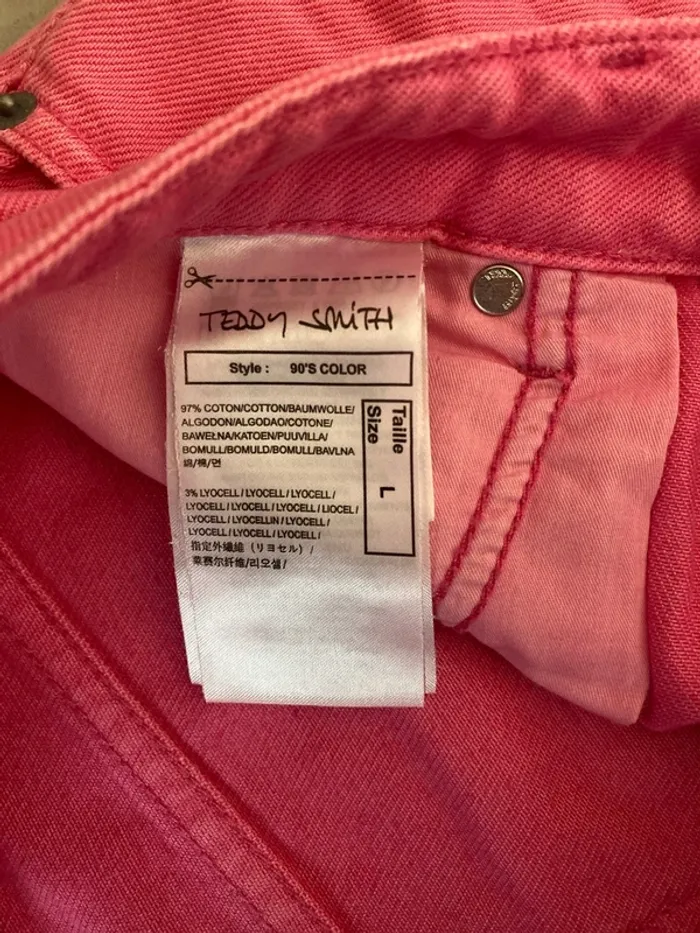 TEDDY SMITH
Style : 90'S COLOR
97% COTON/COTTON/BAUMWOLLE/
ALGODON/ALGODAO/COTONE/
BAWEŁNA/KATOEN/PUUVILLA/
BOMULL/BOMULD/BOMULL/BAVLNA
綿/棉/면
3% LYOCELL / LYOCELL / LYOCELL /
LYOCELL / LYOCELL / LYOCELL / LIOCEL /
LYOCELL / LYOCELLIN / LYOCELL /
LYOCELL / LYOCELL / LYOCELL /
指定外繊維 (リヨセル) /
莱赛尔纤维/리오셀/
Taille
Size
L